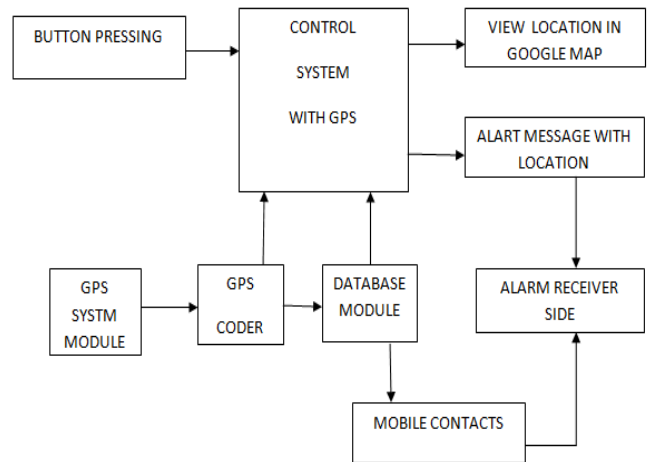 BUTTON PRESSING
CONTROL
SYSTEM
WITH GPS
VIEW LOCATION IN
GOOGLE MAP
ALART MESSAGE WITH
LOCATION
GPS
SYSTM
MODULE
GPS
CODER
DATABASE
MODULE
ALARM RECEIVER
SIDE
MOBILE CONTACTS